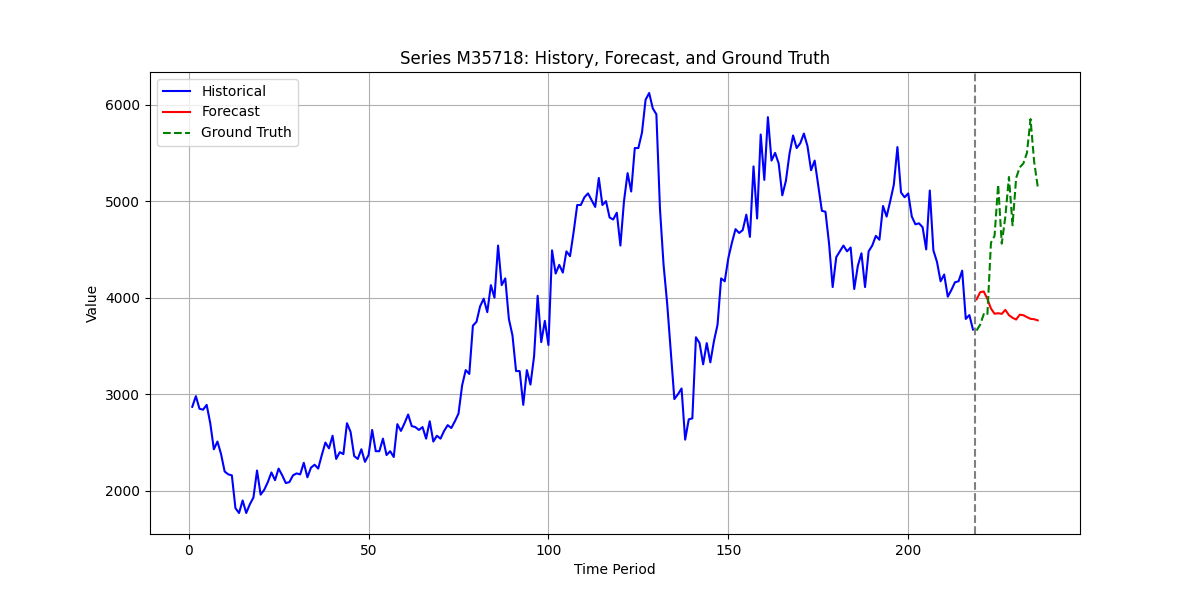 Series M35718: History, Forecast, and Ground Truth
Historical
Forecast
Ground Truth
6000
5000
4000
3000
2000
Value
0
50
100
150
200
Time Period